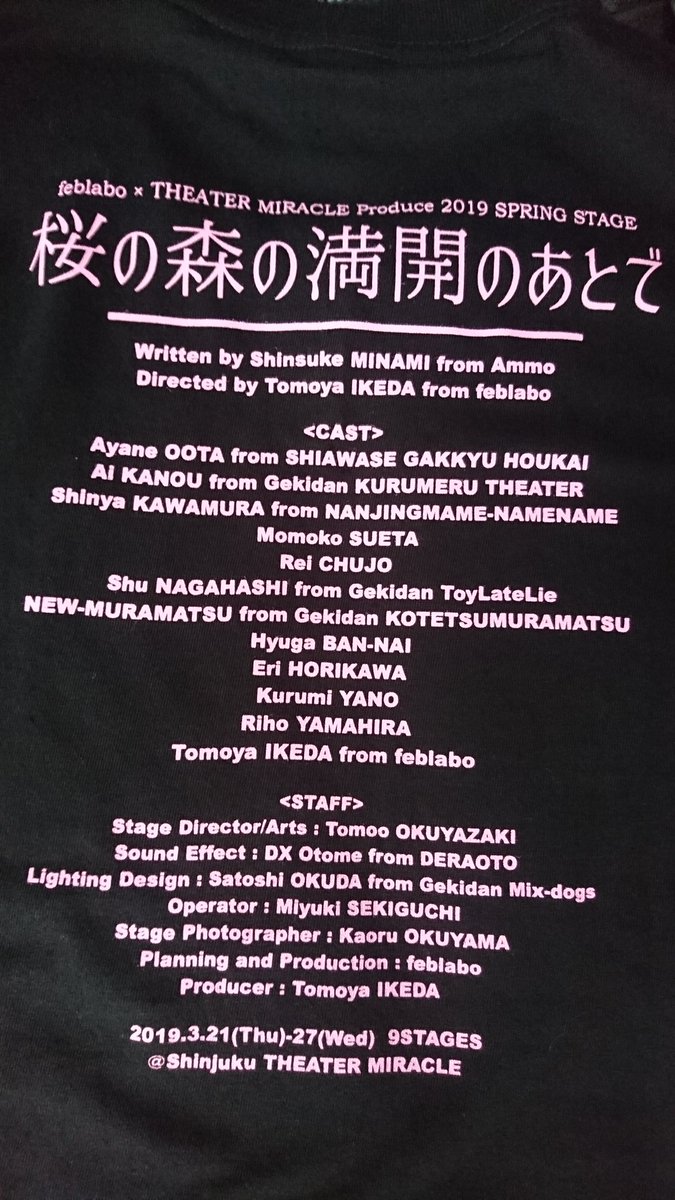 feblabo × THEATER MIRACLE Produce 2019 SPRING STAGE
桜の森の満開のあとで
Written by Shinsuke MINAMI from Ammo
Directed by Tomoya IKEDA from feblabo
<CAST>
Ayane OOTA from SHIAWASE GAKKYU HOUKAI
Ai KANOU from Gekidan KURUMERU THEATER
Shinya KAWAMURA from NANJINGMAME-NAMENAME
Momoko SUETA
Rei CHUJO
Shu NAGAHASHI from Gekidan ToyLateLie
NEW-MURAMATSU from Gekidan KOTETSUMURAMATSU
Hyuga BAN-NAI
Eri HORIKAWA
Kurumi YANO
Riho YAMAHIRA
Tomoya IKEDA from feblabo
<STAFF>
Stage Director/Arts : Tomoo OKUYAZAKI
Sound Effect : DX Otome from DERAOTO
Lighting Design : Satoshi OKUDA from Gekidan Mix-dogs
Operator : Miyuki SEKIGUCHI
Stage Photographer : Kaoru OKUYAMA
Planning and Production : feblabo
Producer : Tomoya IKEDA
2019.3.21(Thu)-27(Wed) 9STAGES
@Shinjuku THEATER MIRACLE